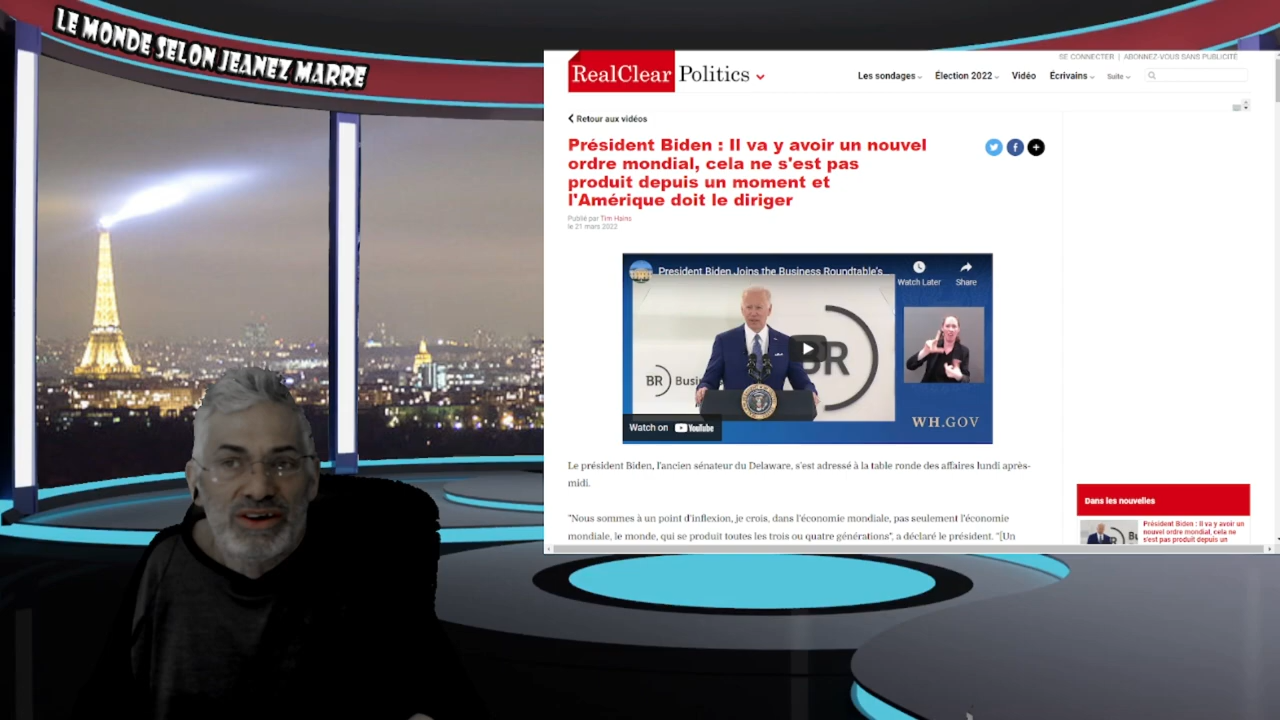 LE MONDE SELON JEANEZ MARRE
SE CONNECTER | ABONNEZ-VOUS SANS PUBLICITÉ
RealClear Politics
Les sondages Élection 2022 Vidéo Écrivains Suite
Retour aux vidéos
Président Biden : Il va y avoir un nouvel
ordre mondial, cela ne s'est pas
produit depuis un moment et
l'Amérique doit le diriger
Publié par Tim Hains
le 21 mars 2022
President Biden Joins the Business Roundtable's
Watch Later Share
BR
BR Busi
WH.GOV
Watch on YouTube
Le président Biden, l'ancien sénateur du Delaware, s'est adressé à la table ronde des affaires lundi après-
midi.
"Nous sommes à un point d'inflexion, je crois, dans l'économie mondiale, pas seulement l'économie
mondiale, le monde, qui se produit toutes les trois ou quatre générations", a déclaré le président. "[Un
Dans les nouvelles
Président Biden : Il va y avoir un
nouvel ordre mondial, cela ne
s'est pas produit depuis un